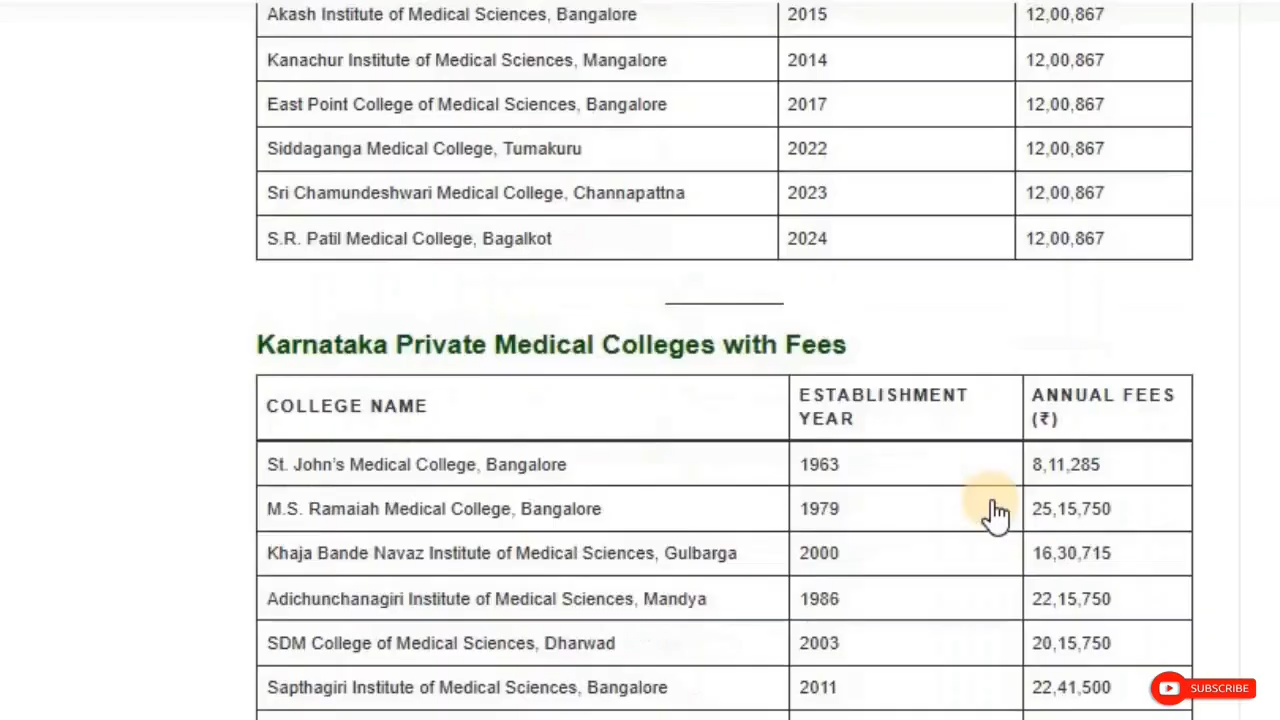 Akash Institute of Medical Sciences, Bangalore 2015 12,00,867
Kanachur Institute of Medical Sciences, Mangalore 2014 12,00,867
East Point College of Medical Sciences, Bangalore 2017 12,00,867
Siddaganga Medical College, Tumakuru 2022 12,00,867
Sri Chamundeshwari Medical College, Channapattna 2023 12,00,867
S.R. Patil Medical College, Bagalkot 2024 12,00,867
Karnataka Private Medical Colleges with Fees
COLLEGE NAME ESTABLISHMENT YEAR ANNUAL FEES (₹)
St. John's Medical College, Bangalore 1963 8,11,285
M.S. Ramaiah Medical College, Bangalore 1979 25,15,750
Khaja Bande Navaz Institute of Medical Sciences, Gulbarga 2000 16,30,715
Adichunchanagiri Institute of Medical Sciences, Mandya 1986 22,15,750
SDM College of Medical Sciences, Dharwad 2003 20,15,750
Sapthagiri Institute of Medical Sciences, Bangalore 2011 22,41,500
SUBSCRIBE